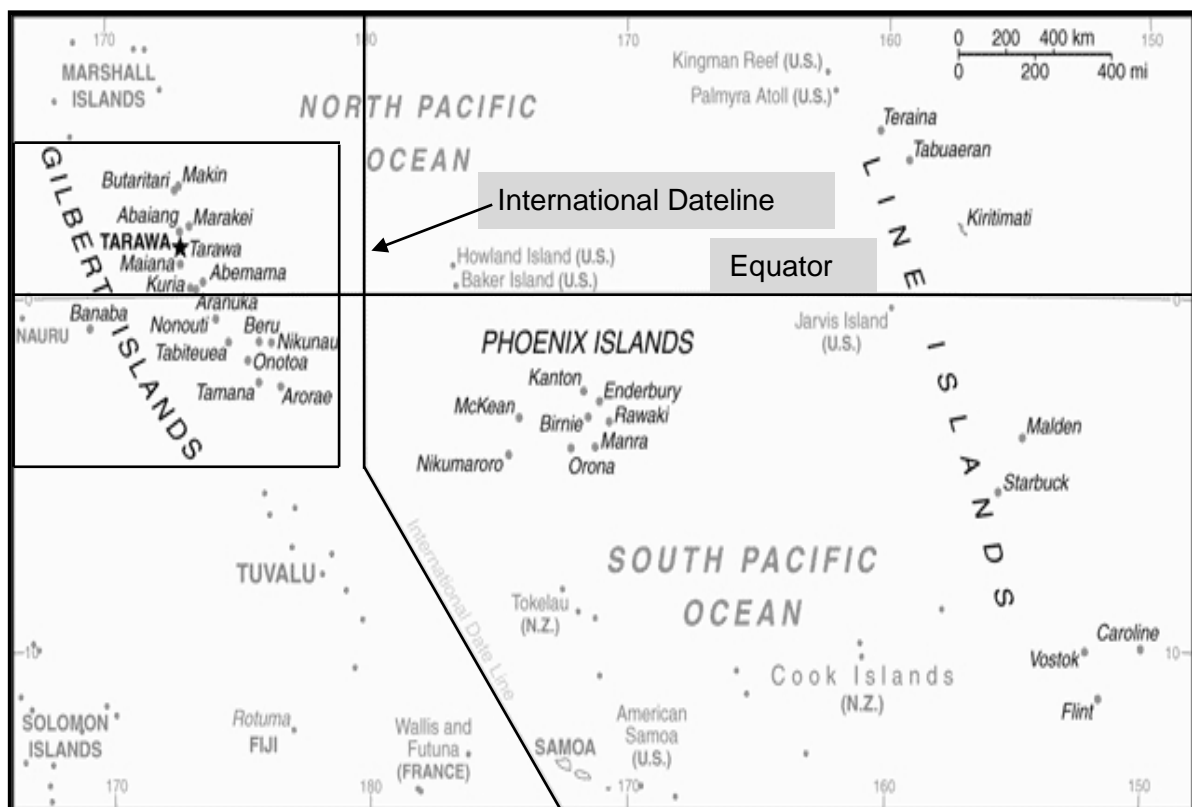 170
180
170
160
150
0 200 400 km
0 200 400 mi
MARSHALL
ISLANDS
Kingman Reef (U.S.)
Palmyra Atoll (U.S.)
NORTH PACIFIC
OCEAN
Teraina
Tabuaeran
Kiritimati
LINE ISLANDS
GILBERT ISLANDS
Butaritari
Makin
Abaiang
Marakei
TARAWA
Tarawa
Maiana
Abemama
Kuria
Aranuka
International Dateline
Howland Island (U.S.)
Baker Island (U.S.)
Equator
0
0
Banaba
NAURU
Nonouti
Beru
Nikunau
Tabiteuea
Onotoa
Tamana
Arorae
PHOENIX ISLANDS
Jarvis Island
(U.S.)
Kanton
Enderbury
McKean
Birnie
Rawaki
Manra
Nikumaroro
Orona
Malden
Starbuck
International Date Line
TUVALU
SOUTH PACIFIC
OCEAN
Tokelau
(N.Z.)
Caroline
Vostok
Flint
10
10
Cook Islands
(N.Z.)
SOLOMON
ISLANDS
Rotuma
FIJI
Wallis and
Futuna
(FRANCE)
SAMOA
American
Samoa
(U.S.)
170
180
170
160
150